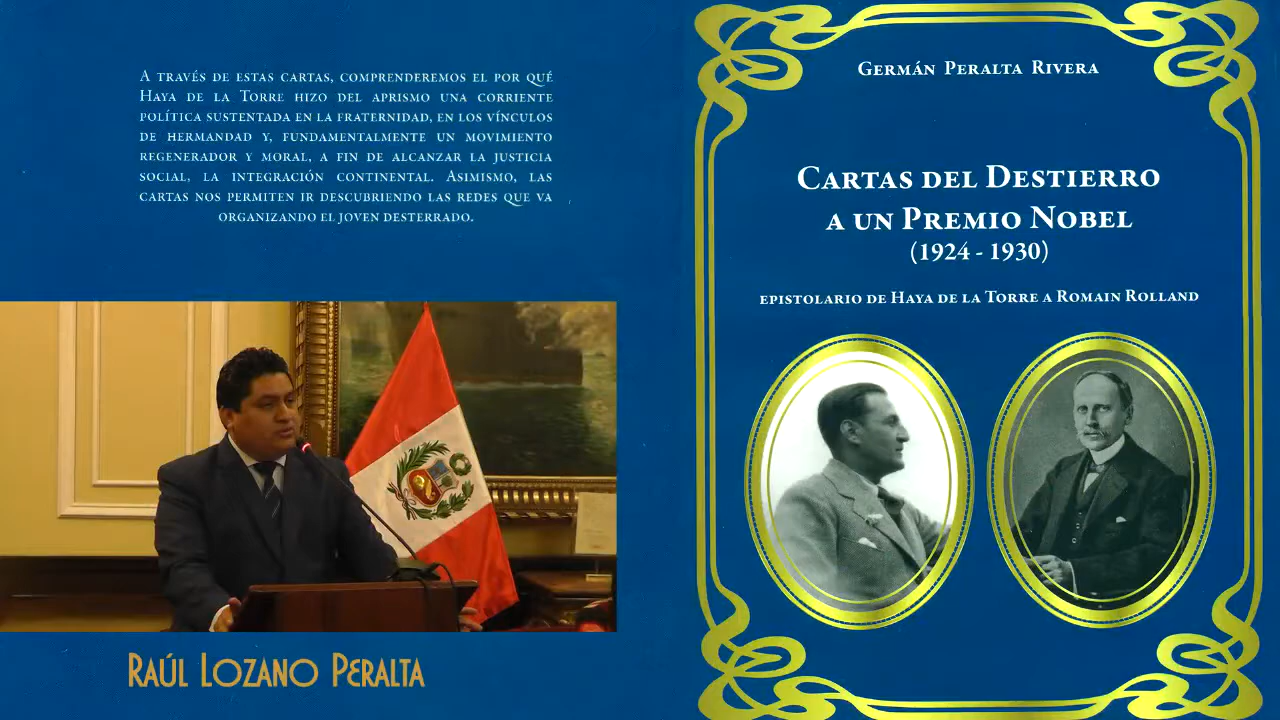 A través de estas cartas, comprenderemos el por qué
Haya de la Torre hizo del aprismo una corriente
política sustentada en la fraternidad, en los vínculos
de hermandad y, fundamentalmente un movimiento
regenerador y moral, a fin de alcanzar la justicia
social, la integración continental. Asimismo, las
cartas nos permiten ir descubriendo las redes que va
organizando el joven desterrado.
Raúl Lozano Peralta
Germán Peralta Rivera
Cartas del Destierro
a un Premio Nobel
(1924 - 1930)
epistolario de Haya de la Torre a Romain Rolland